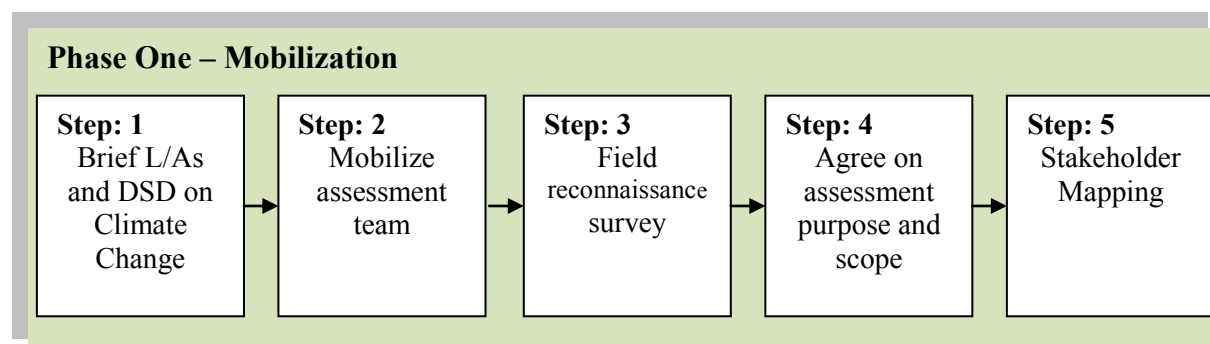 Phase One – Mobilization
Step: 1
Brief L/As
and DSD on
Climate
Change
Step: 2
Mobilize
assessment
team
Step: 3
Field
reconnaissance
survey
Step: 4
Agree on
assessment
purpose and
scope
Step: 5
Stakeholder
Mapping